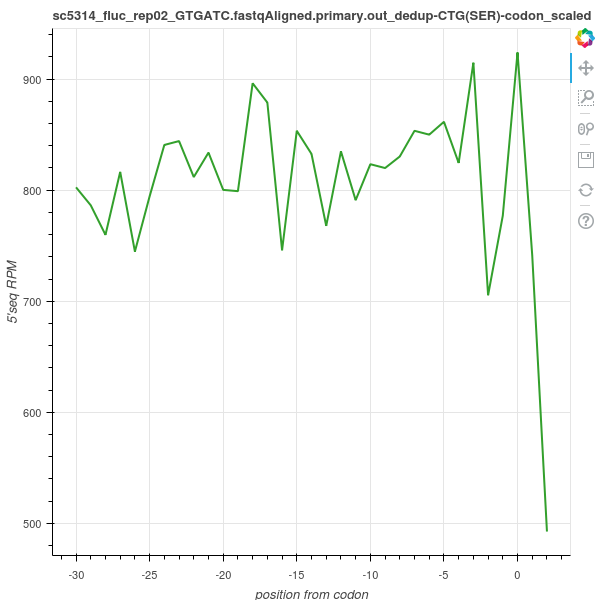 sc5314_fluc_rep02_GTGATC.fastqAligned.primary.out_dedup-CTG(SER)-codon_scaled
900
800
700
600
500
5'seq RPM
-30 -25 -20 -15 -10 -5 0
position from codon